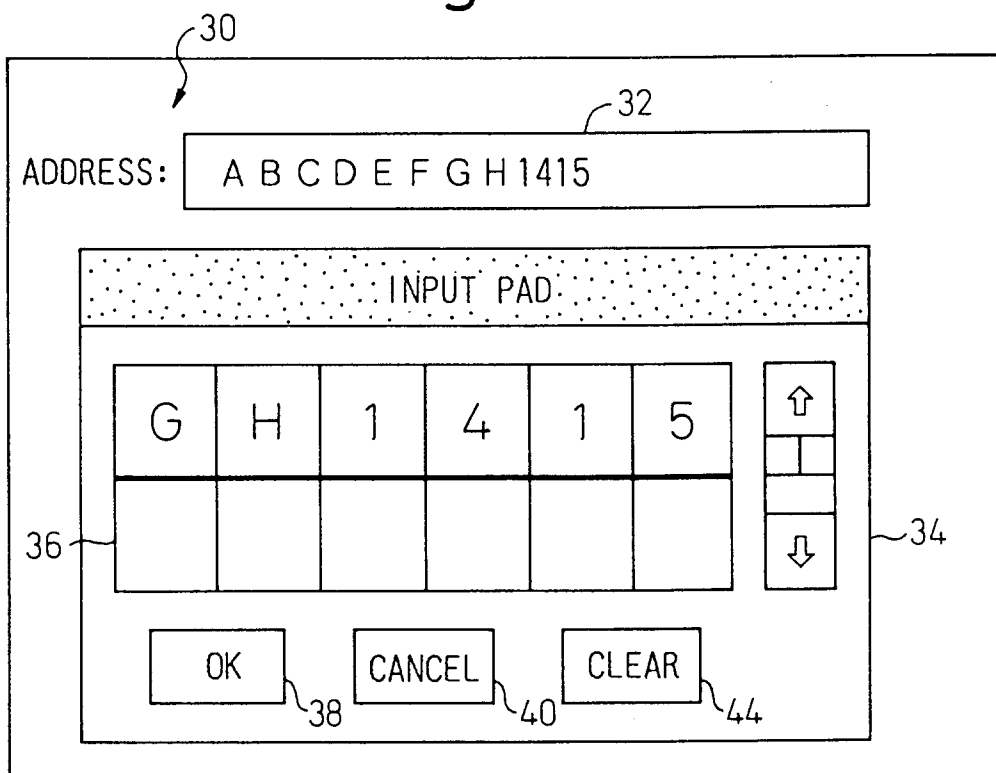 30
32
ADDRESS: A B C D E F G H 1415
INPUT PAD
G H 1 4 1 5
36
34
OK CANCEL CLEAR
38 40 44